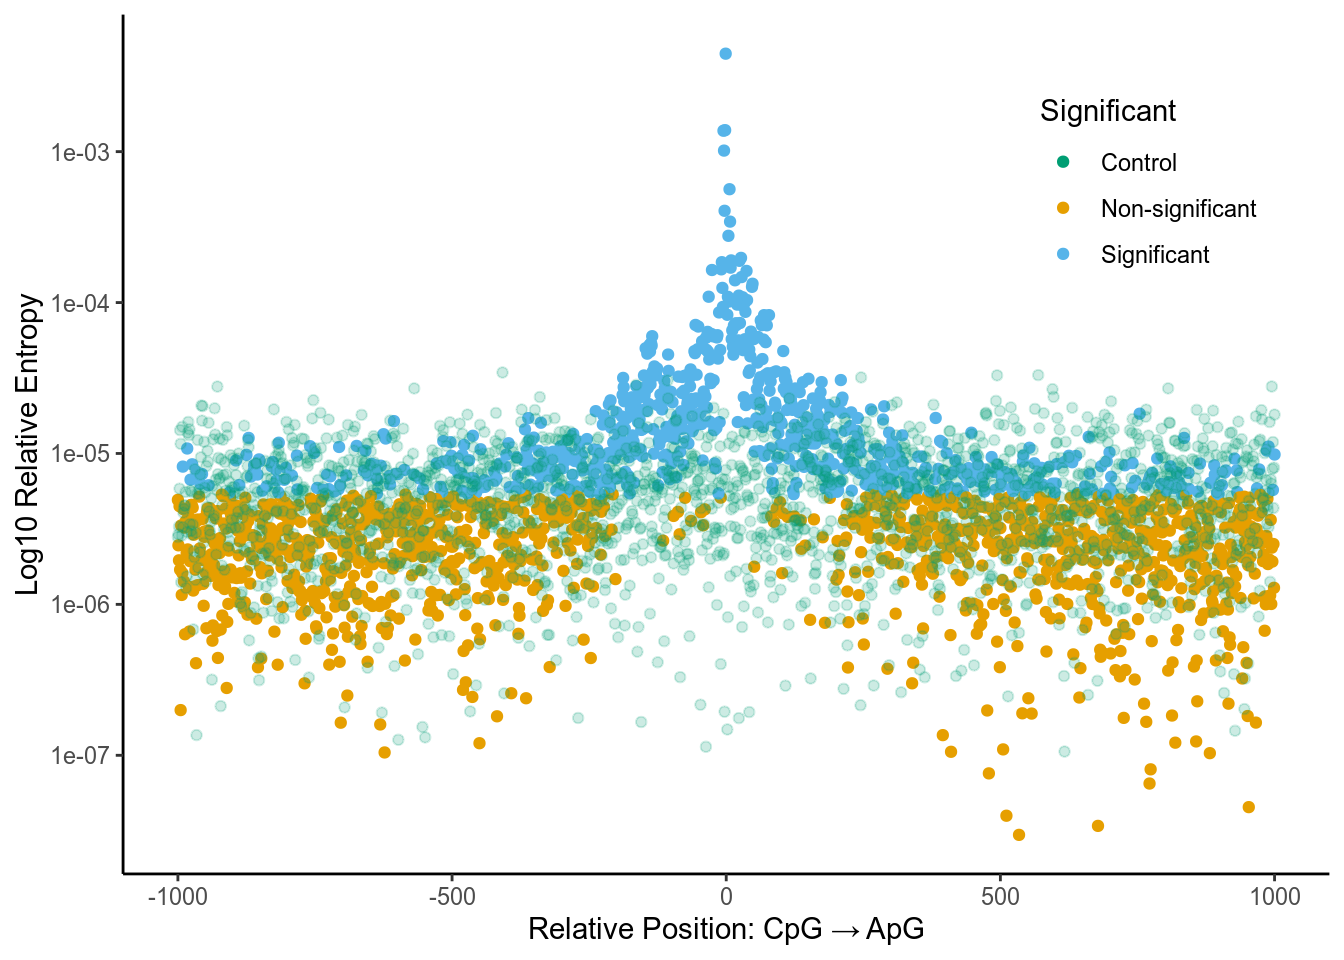 Significant
Control
Non-significant
Significant
Log10 Relative Entropy
1e-03
1e-04
1e-05
1e-06
1e-07
-1000
-500
0
500
1000
Relative Position: CpG → ApG